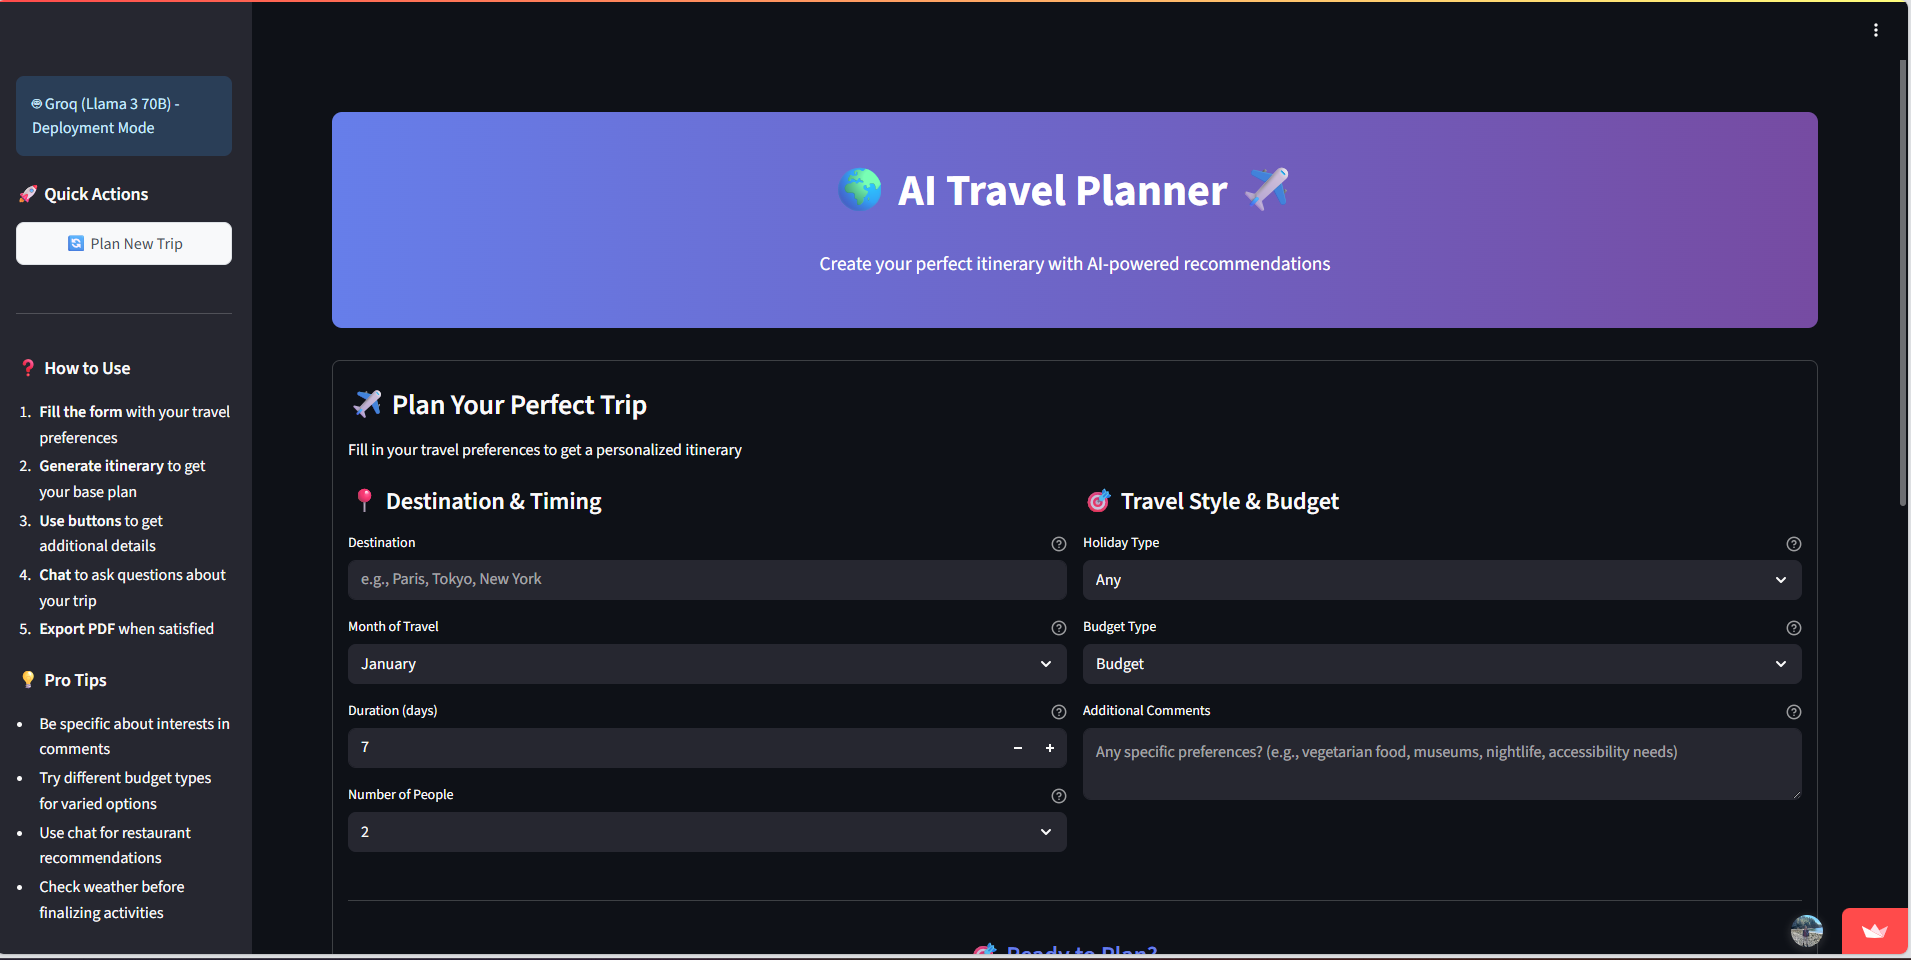 Groq (Llama 3 70B) -
Deployment Mode
Quick Actions
Plan New Trip
How to Use
1. Fill the form with your travel
preferences
2. Generate itinerary to get
your base plan
3. Use buttons to get
additional details
4. Chat to ask questions about
your trip
5. Export PDF when satisfied
Pro Tips
• Be specific about interests in
comments
• Try different budget types
for varied options
• Use chat for restaurant
recommendations
• Check weather before
finalizing activities
AI Travel Planner
Create your perfect itinerary with AI-powered recommendations
Plan Your Perfect Trip
Fill in your travel preferences to get a personalized itinerary
Destination & Timing
Destination
e.g., Paris, Tokyo, New York
Month of Travel
January
Duration (days)
7
Number of People
2
Travel Style & Budget
Holiday Type
Any
Budget Type
Budget
Additional Comments
Any specific preferences? (e.g., vegetarian food, museums, nightlife, accessibility needs)
Ready to Plan?